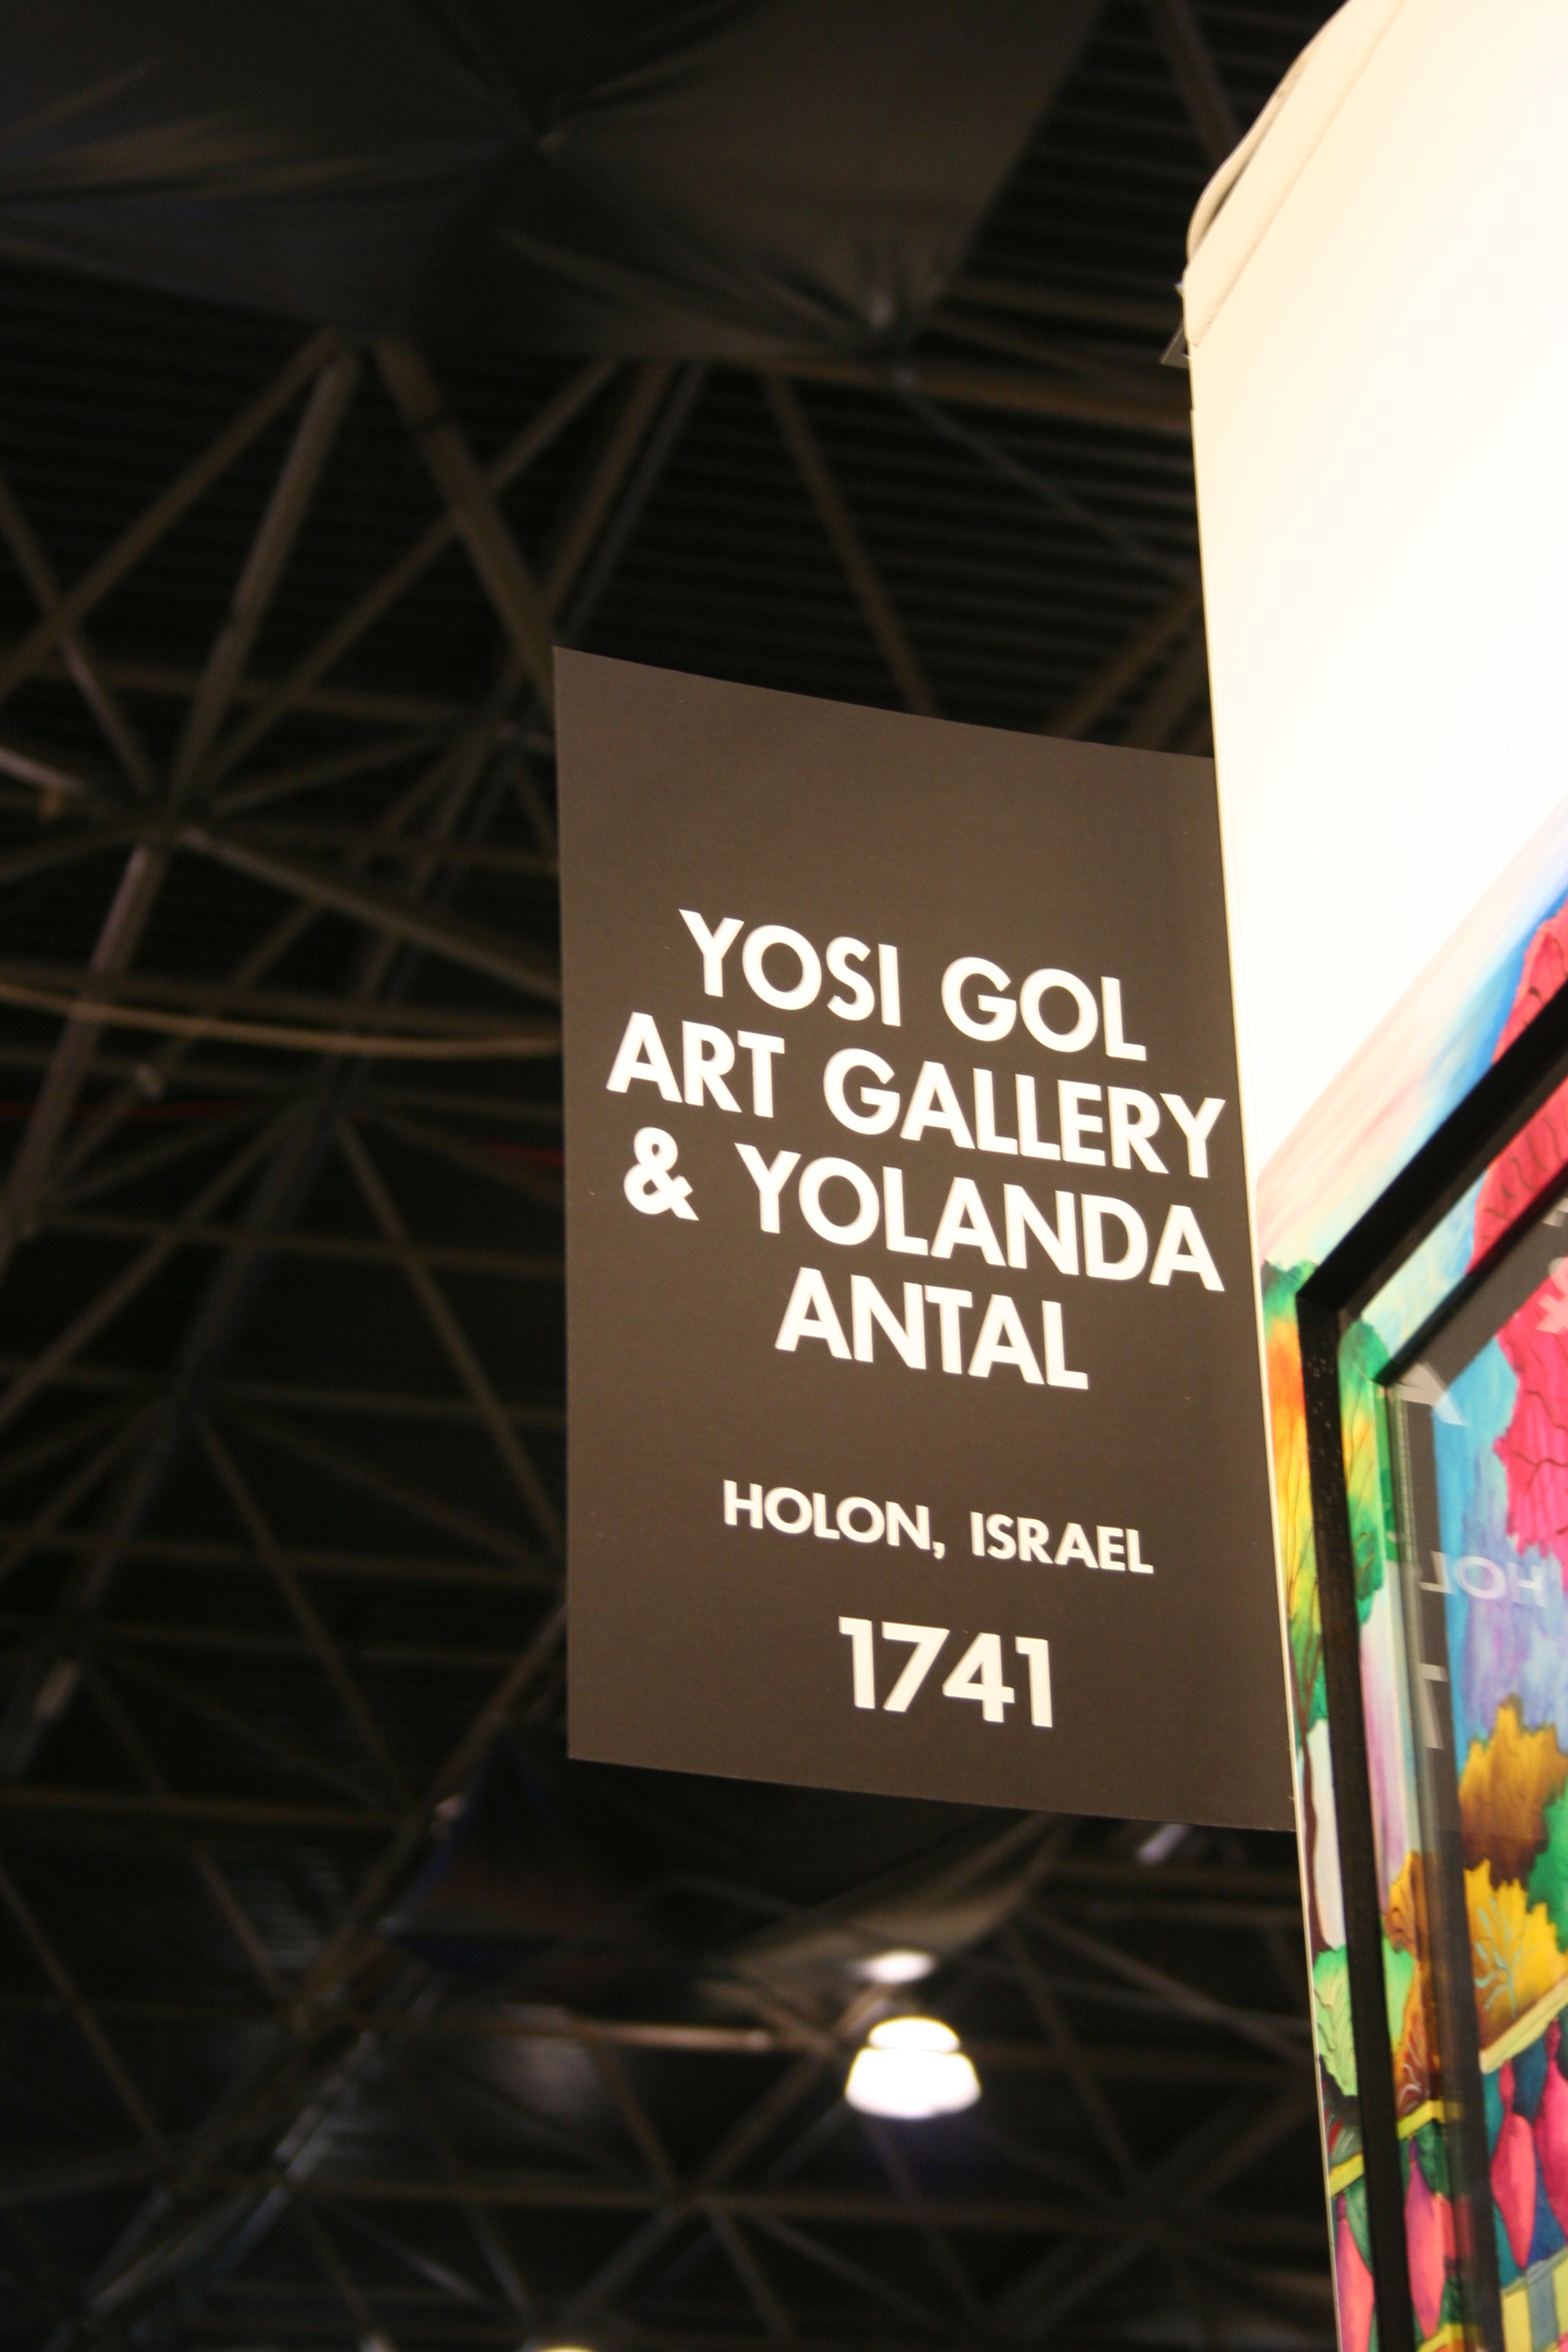 YOSI GOL
ART GALLERY
& YOLANDA
ANTAL
HOLON, ISRAEL
1741